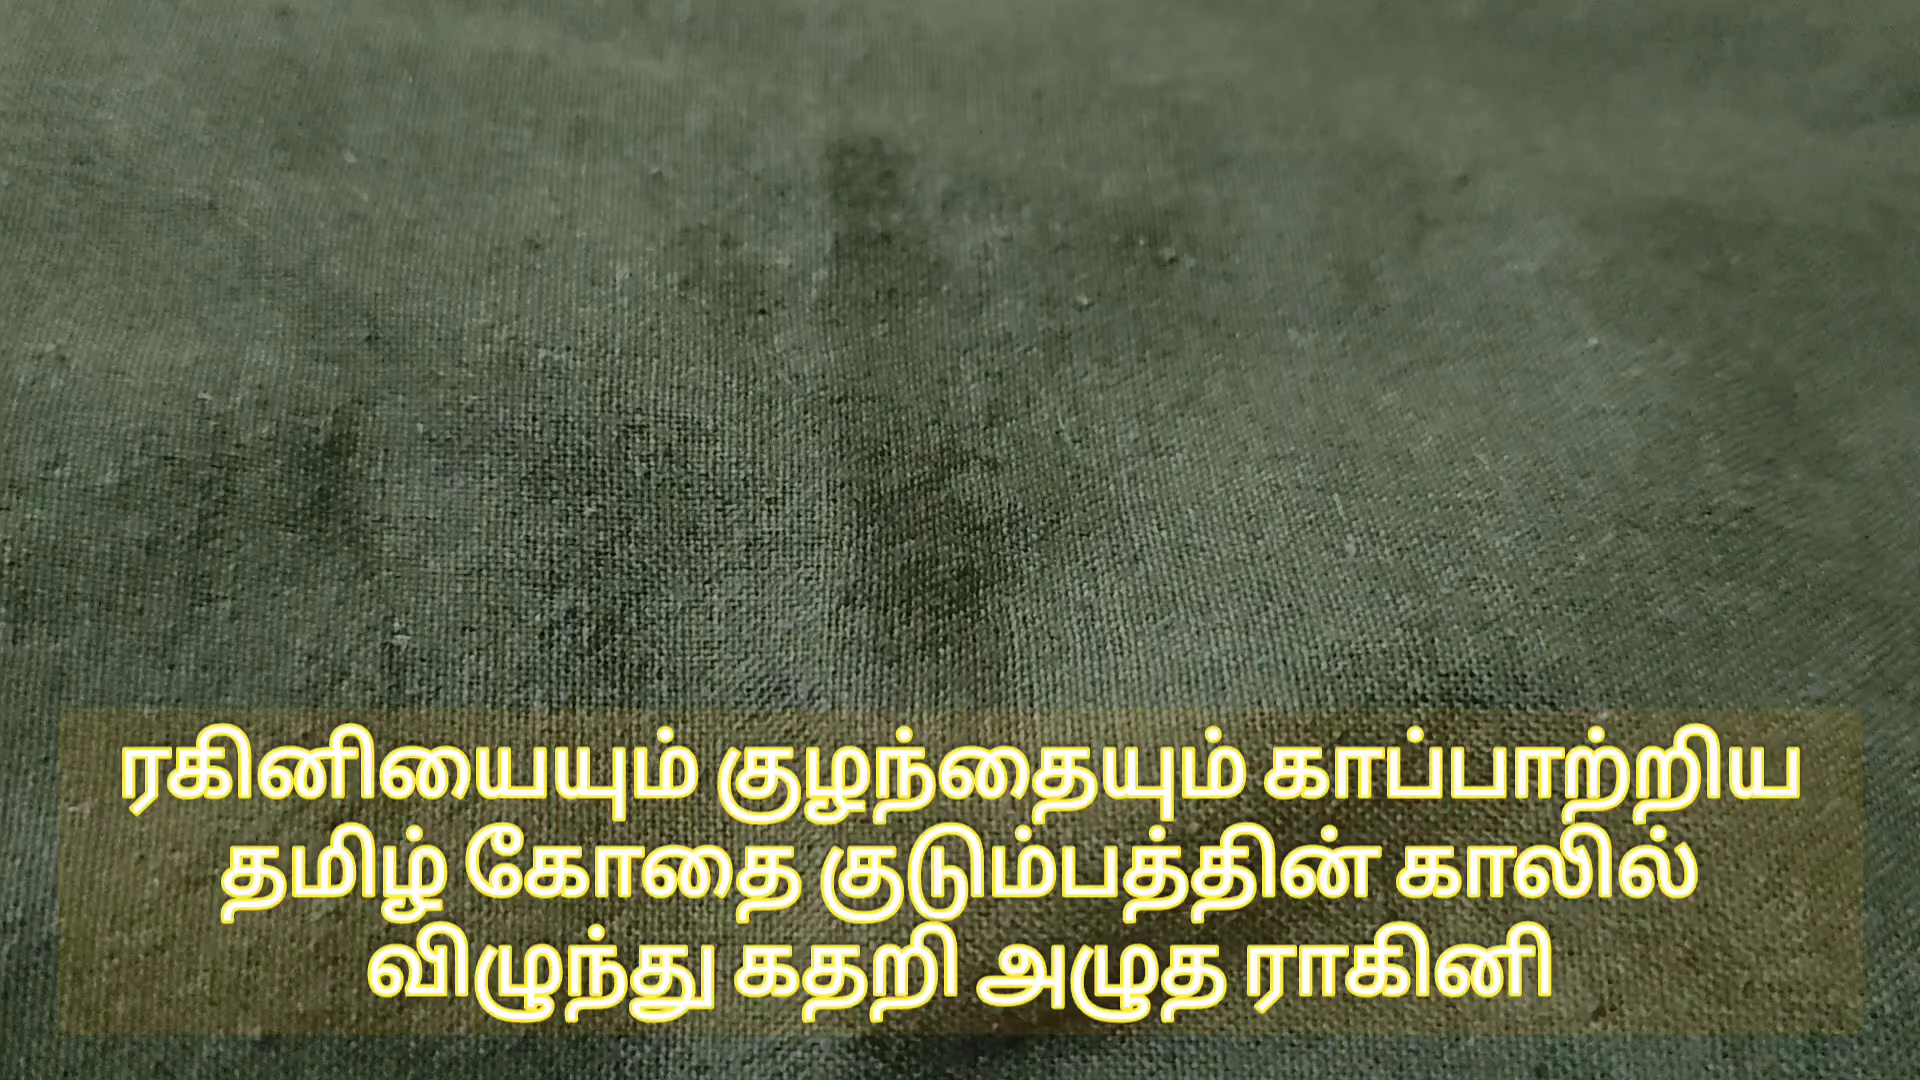 ரகினியையும் குழந்தையும் காப்பாற்றிய
தமிழ் கோதை குடும்பத்தின் காலில்
விழுந்து கதறி அழுத ராகினி